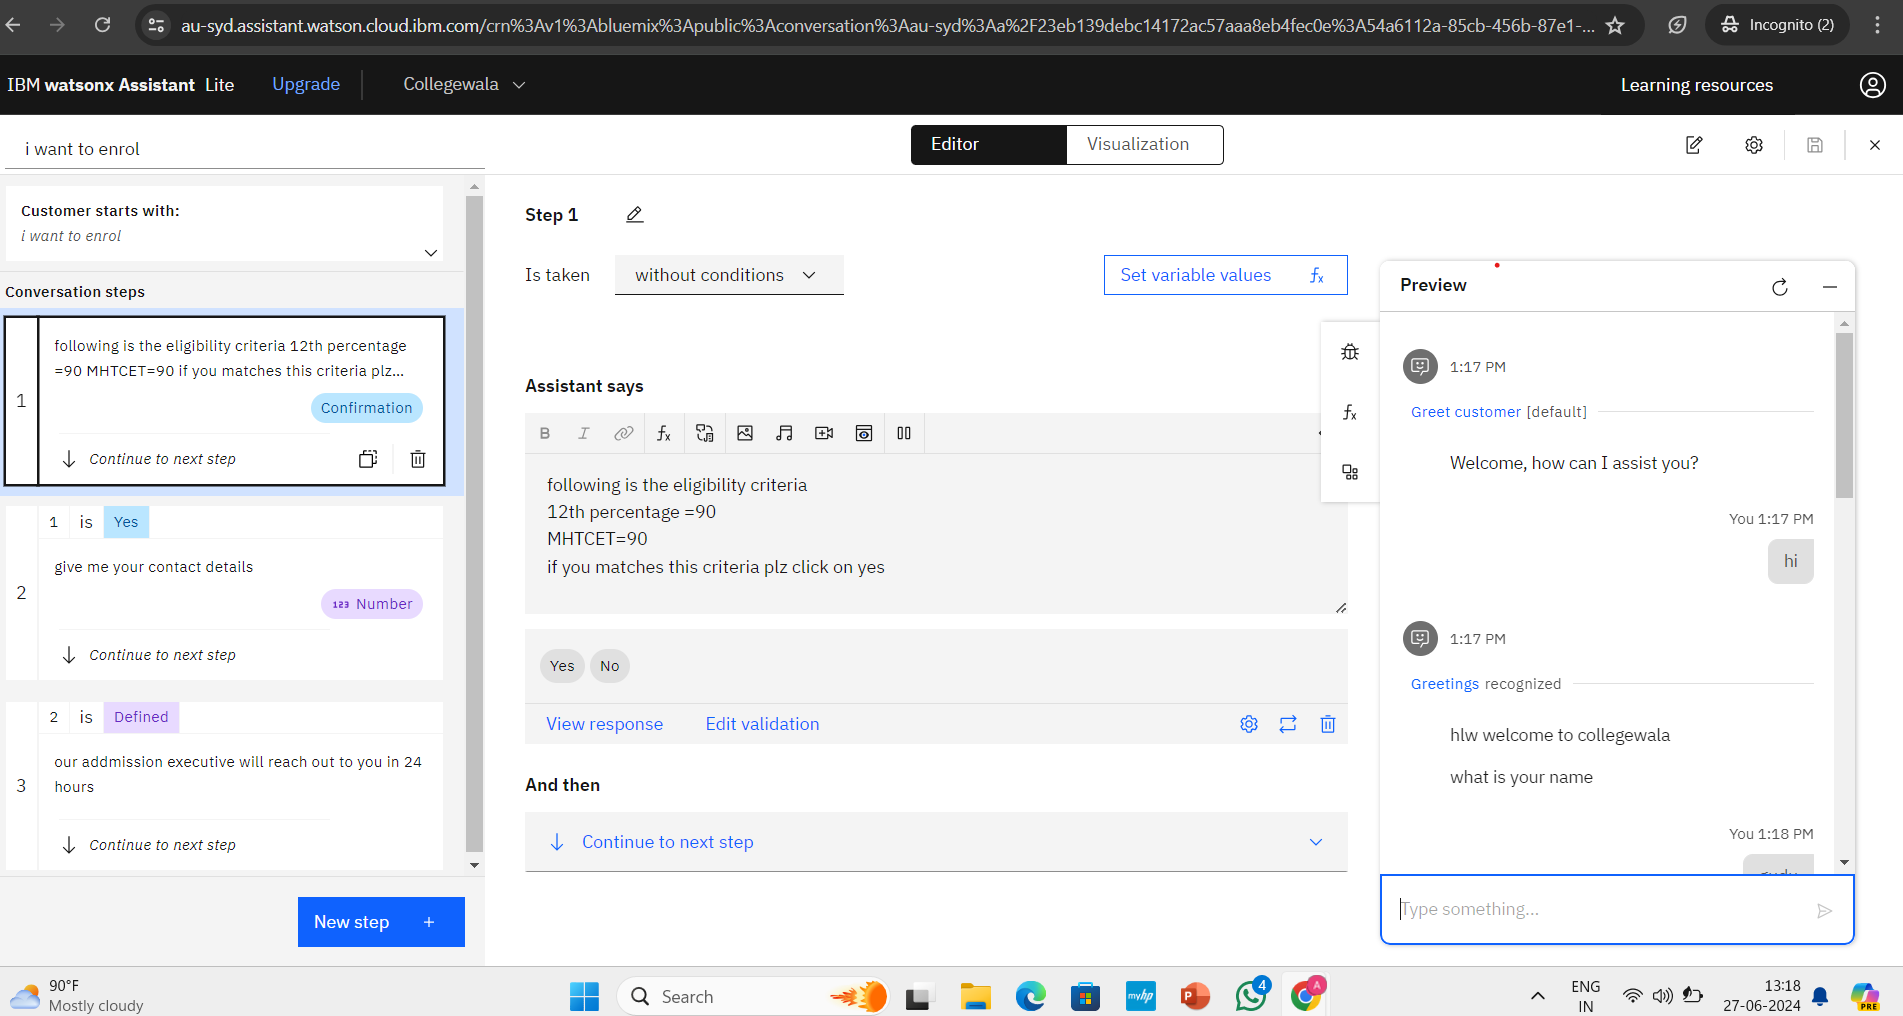 au-syd.assistant.watson.cloud.ibm.com/crn%3Av1%3Abluemix%3Apublic%3Aconversation%3Aau-syd%3Aa%2F23eb139debc14172ac57aaa8eb4fec0e%3A54a6112a-85cb-456b-87e1-...
Incognito (2)
IBM watsonx Assistant Lite
Upgrade
Collegewala
Learning resources
i want to enrol
Editor
Visualization
Customer starts with:
i want to enrol
Conversation steps
1
following is the eligibility criteria 12th percentage
=90 MHTCET=90 if you matches this criteria plz...
Confirmation
Continue to next step
2
1 is Yes
give me your contact details
123 Number
Continue to next step
3
2 is Defined
our addmission executive will reach out to you in 24
hours
Continue to next step
New step +
Step 1
Is taken
without conditions
Set variable values fx
Assistant says
B I fx
following is the eligibility criteria
12th percentage =90
MHTCET=90
if you matches this criteria plz click on yes
Yes No
View response
Edit validation
And then
Continue to next step
fx
Preview
1:17 PM
Greet customer [default]
Welcome, how can I assist you?
You 1:17 PM
hi
1:17 PM
Greetings recognized
hlw welcome to collegewala
what is your name
You 1:18 PM
Type something...
90°F
Mostly cloudy
Search
myhp
P
4
A
ENG
IN
13:18
27-06-2024
PRE